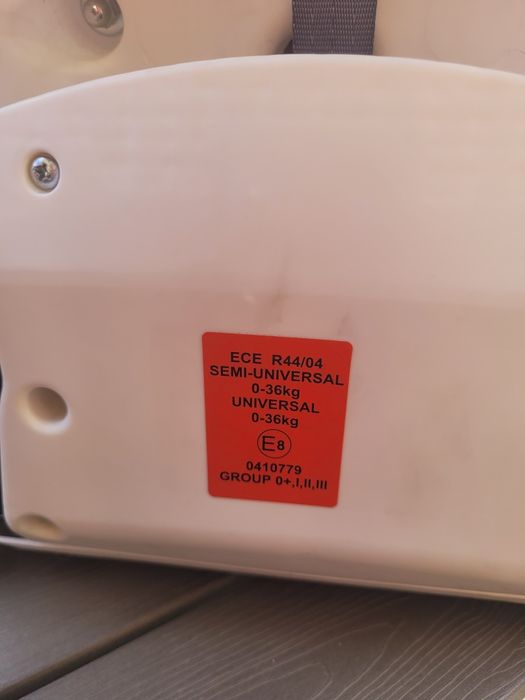 ECE R44/04
SEMI-UNIVERSAL
0-36kg
UNIVERSAL
0-36kg
E8
0410779
GROUP 0+,I,II,III